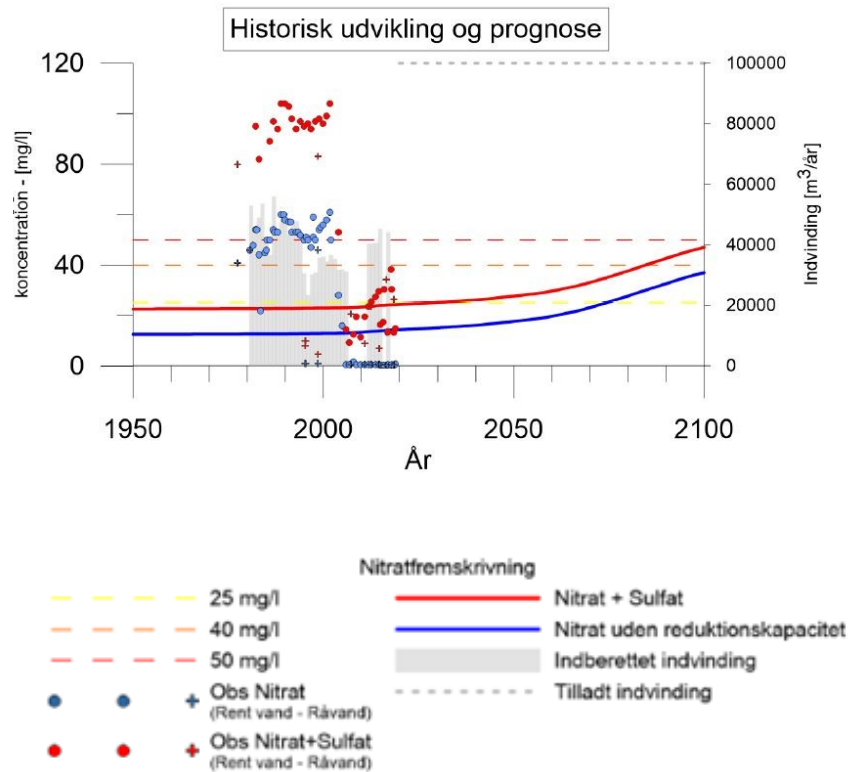 Historisk udvikling og prognose
120
80
40
0
koncentration - [mg/l]
100000
80000
60000
40000
20000
0
Indvinding [m³/år]
1950
2000
2050
2100
År
Nitratfremskrivning
25 mg/l
40 mg/l
50 mg/l
Obs Nitrat
(Rent vand - Råvand)
Obs Nitrat+Sulfat
(Rent vand - Råvand)
Nitrat + Sulfat
Nitrat uden reduktionskapacitet
Indberettet indvinding
Tilladt indvinding